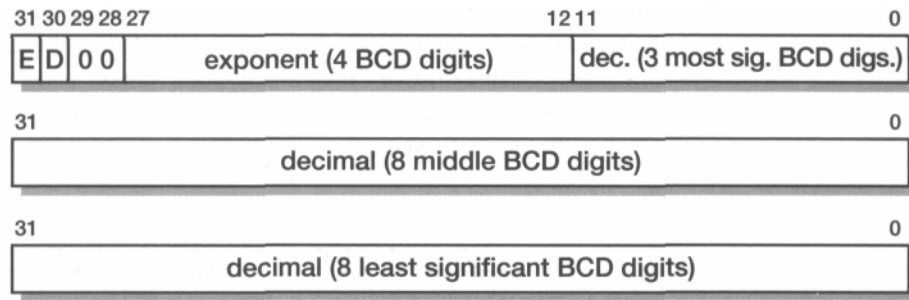 31 30 29 28 27 12 11 0
E D 0 0 exponent (4 BCD digits) dec. (3 most sig. BCD digs.)
31 0
decimal (8 middle BCD digits)
31 0
decimal (8 least significant BCD digits)